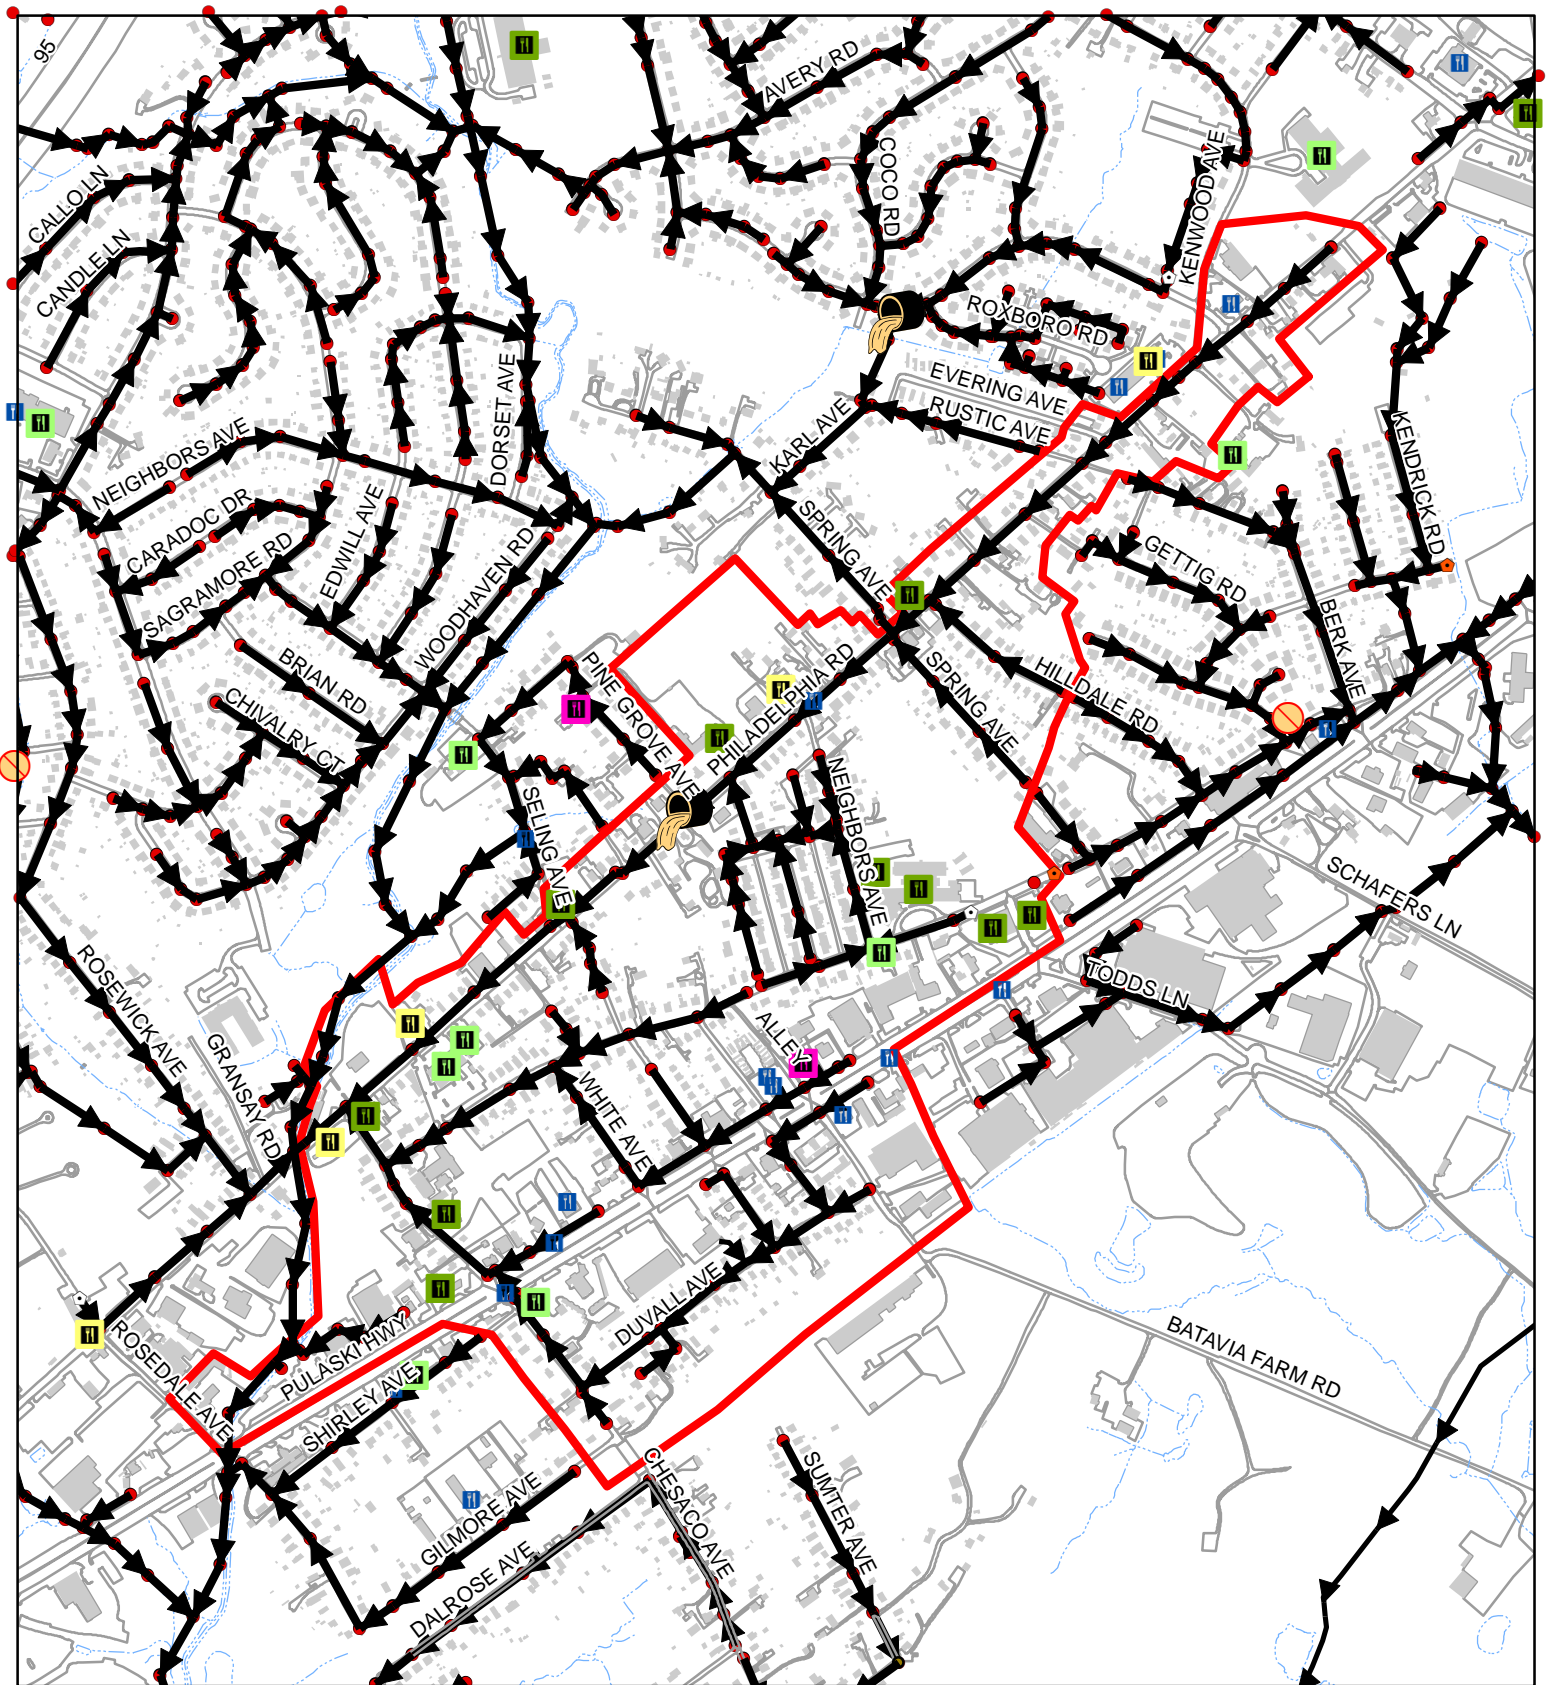 95
AVERY RD
COCO RD
KENWOOD AVE
CALLO LN
CANDLE LN
ROXBORO RD
EVERING AVE
RUSTIC AVE
DORSET AVE
KARL AVE
NEIGHBORS AVE
KENDRICK RD
CARADOC DR
SAGRAMORE RD
EDWILL AVE
WOODHAVEN RD
SPRING AVE
GETTIG RD
BERK AVE
BRIAN RD
CHIVALRY CT
PINE GROVE AVE
PHILADELPHIA RD
SPRING AVE
HILLDALE RD
SELING AVE
NEIGHBORS AVE
SCHAFERS LN
TODDS LN
ROSEWICK AVE
GRANSAY RD
ALLEY
WHITE AVE
DUVALL AVE
BATAVIA FARM RD
ROSEDALE AVE
PULASKI HWY
SHIRLEY AVE
GILMORE AVE
DALROSE AVE
CHESACO AVE
SUMTER AVE